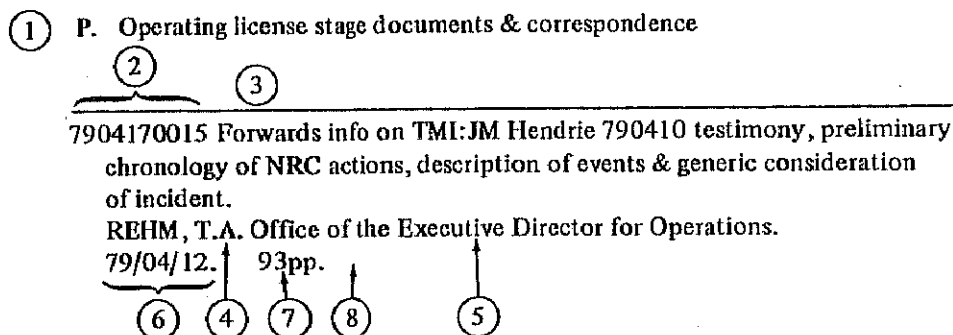 ① P. Operating license stage documents & correspondence
② ③
7904170015 Forwards info on TMI:JM Hendrie 790410 testimony, preliminary
chronology of NRC actions, description of events & generic consideration
of incident.
REHM, T.A. Office of the Executive Director for Operations.
79/04/12. 93pp.
⑥ ④ ⑦ ⑧ ⑤